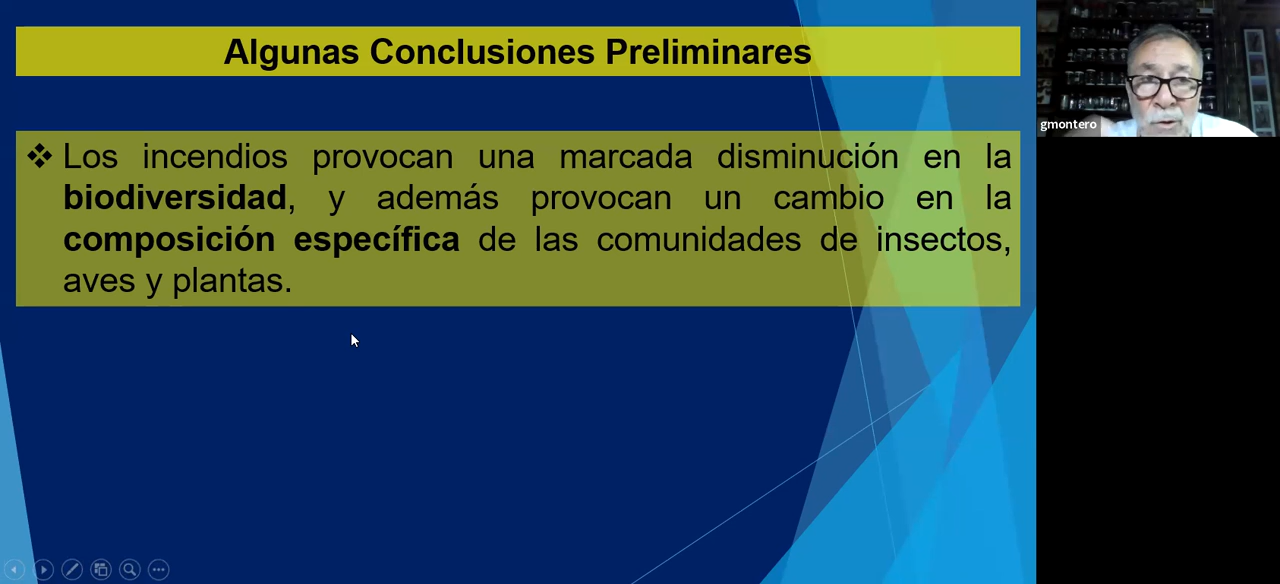 Algunas Conclusiones Preliminares
❖ Los incendios provocan una marcada disminución en la
biodiversidad, y además provocan un cambio en la
composición específica de las comunidades de insectos,
aves y plantas.
gmontero